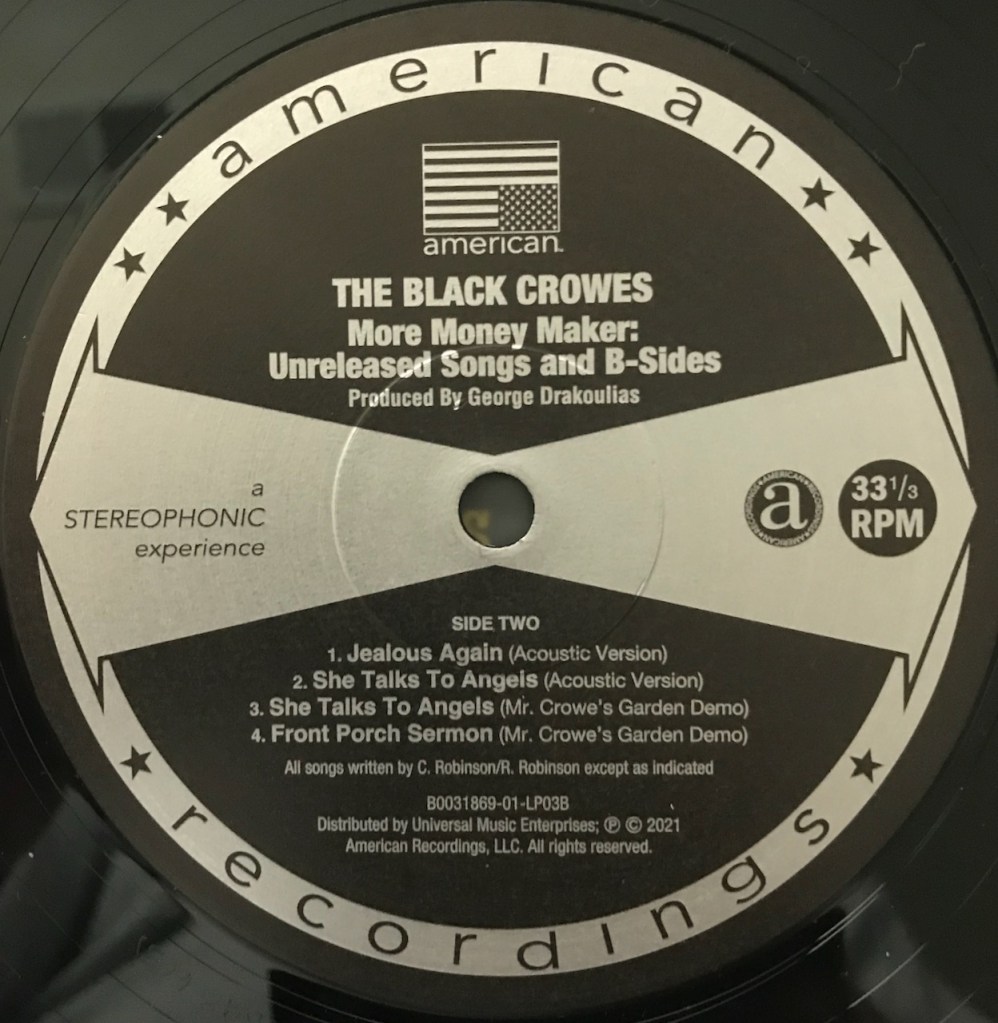 american
american
THE BLACK CROWES
More Money Maker:
Unreleased Songs and B-Sides
Produced By George Drakoulias
a
STEREOPHONIC
experience
a
33 1/3
RPM
SIDE TWO
1. Jealous Again (Acoustic Version)
2. She Talks To Angels (Acoustic Version)
3. She Talks To Angels (Mr. Crowe's Garden Demo)
4. Front Porch Sermon (Mr. Crowe's Garden Demo)
All songs written by C. Robinson/R. Robinson except as indicated
B0031869-01-LP03B
Distributed by Universal Music Enterprises; ℗ © 2021
American Recordings, LLC. All rights reserved.
recordings